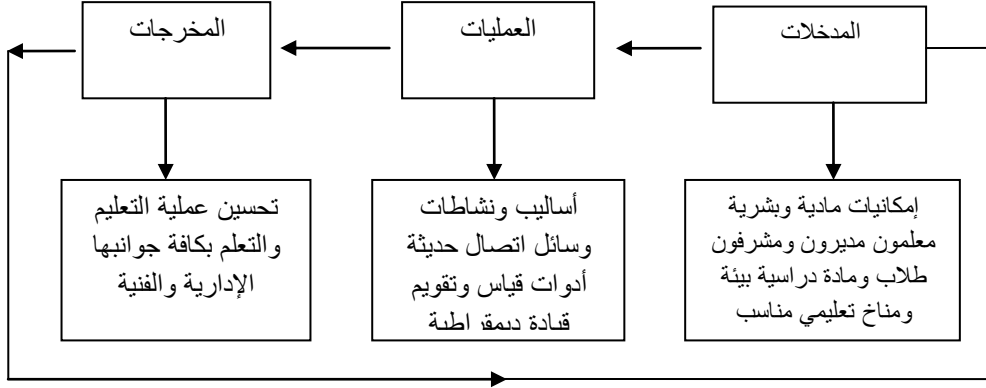 المدخلات
العمليات
المخرجات
إمكانيات مادية وبشرية
معلمون مديرون ومشرفون
طلاب ومادة دراسية بيئة
ومناخ تعليمي مناسب
أساليب ونشاطات
وسائل اتصال حديثة
أدوات قياس وتقويم
قيادة ديمقراطية
تحسين عملية التعليم
والتعلم بكافة جوانبها
الإدارية والفنية